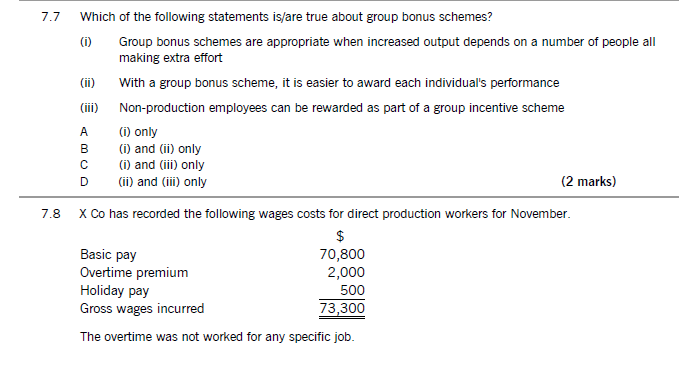 7.7 Which of the following statements is/are true about group bonus schemes?
(i) Group bonus schemes are appropriate when increased output depends on a number of people all
making extra effort
(ii) With a group bonus scheme, it is easier to award each individual's performance
(iii) Non-production employees can be rewarded as part of a group incentive scheme
A (i) only
B (i) and (ii) only
C (i) and (iii) only
D (ii) and (iii) only (2 marks)
7.8 X Co has recorded the following wages costs for direct production workers for November.
$
Basic pay 70,800
Overtime premium 2,000
Holiday pay 500
Gross wages incurred 73,300
The overtime was not worked for any specific job.